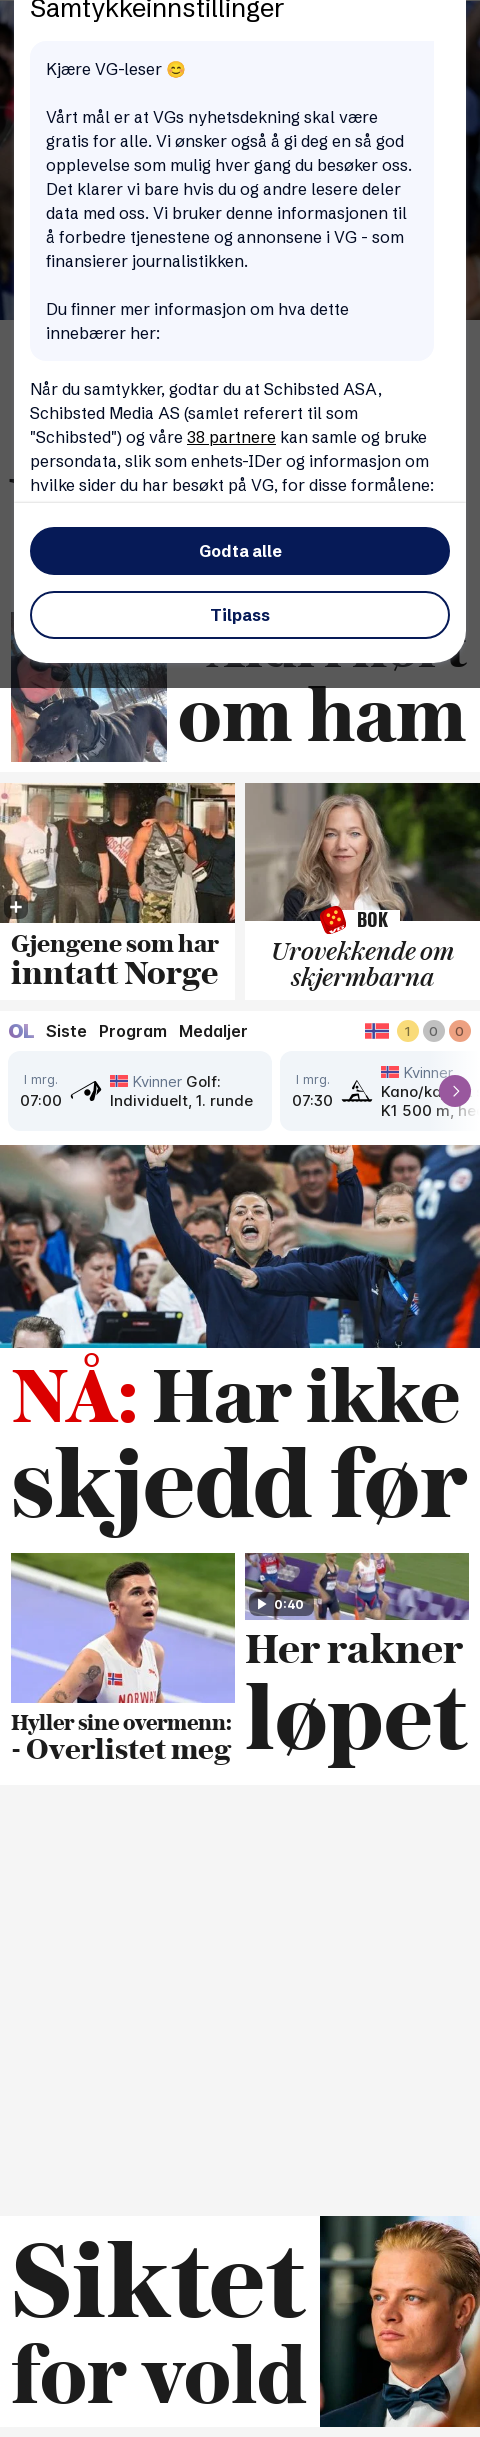 Samtykkeinnstillinger
Kjære VG-leser 😊
Vårt mål er at VGs nyhetsdekning skal være
gratis for alle. Vi ønsker også å gi deg en så god
opplevelse som mulig hver gang du besøker oss.
Det klarer vi bare hvis du og andre lesere deler
data med oss. Vi bruker denne informasjonen til
å forbedre tjenestene og annonsene i VG - som
finansierer journalistikken.
Du finner mer informasjon om hva dette
innebærer her:
Når du samtykker, godtar du at Schibsted ASA,
Schibsted Media AS (samlet referert til som
"Schibsted") og våre 38 partnere kan samle og bruke
persondata, slik som enhets-IDer og informasjon om
hvilke sider du har besøkt på VG, for disse formålene:
Godta alle
Tilpass
om ham
Gjengene som har
inntatt Norge
BOK
Urovekkende om
skjermbarna
OL Siste Program Medaljer 1 0 0
I mrg.
07:00
Kvinner Golf:
Individuelt, 1. runde
I mrg.
07:30
Kvinner
Kano/ka
K1 500 m, he
25
NÅ: Har ikke
skjedd før
NORWAY
Hyller sine overmenn:
- Overlistet meg
0:40
Her rakner
løpet
Siktet
for vold